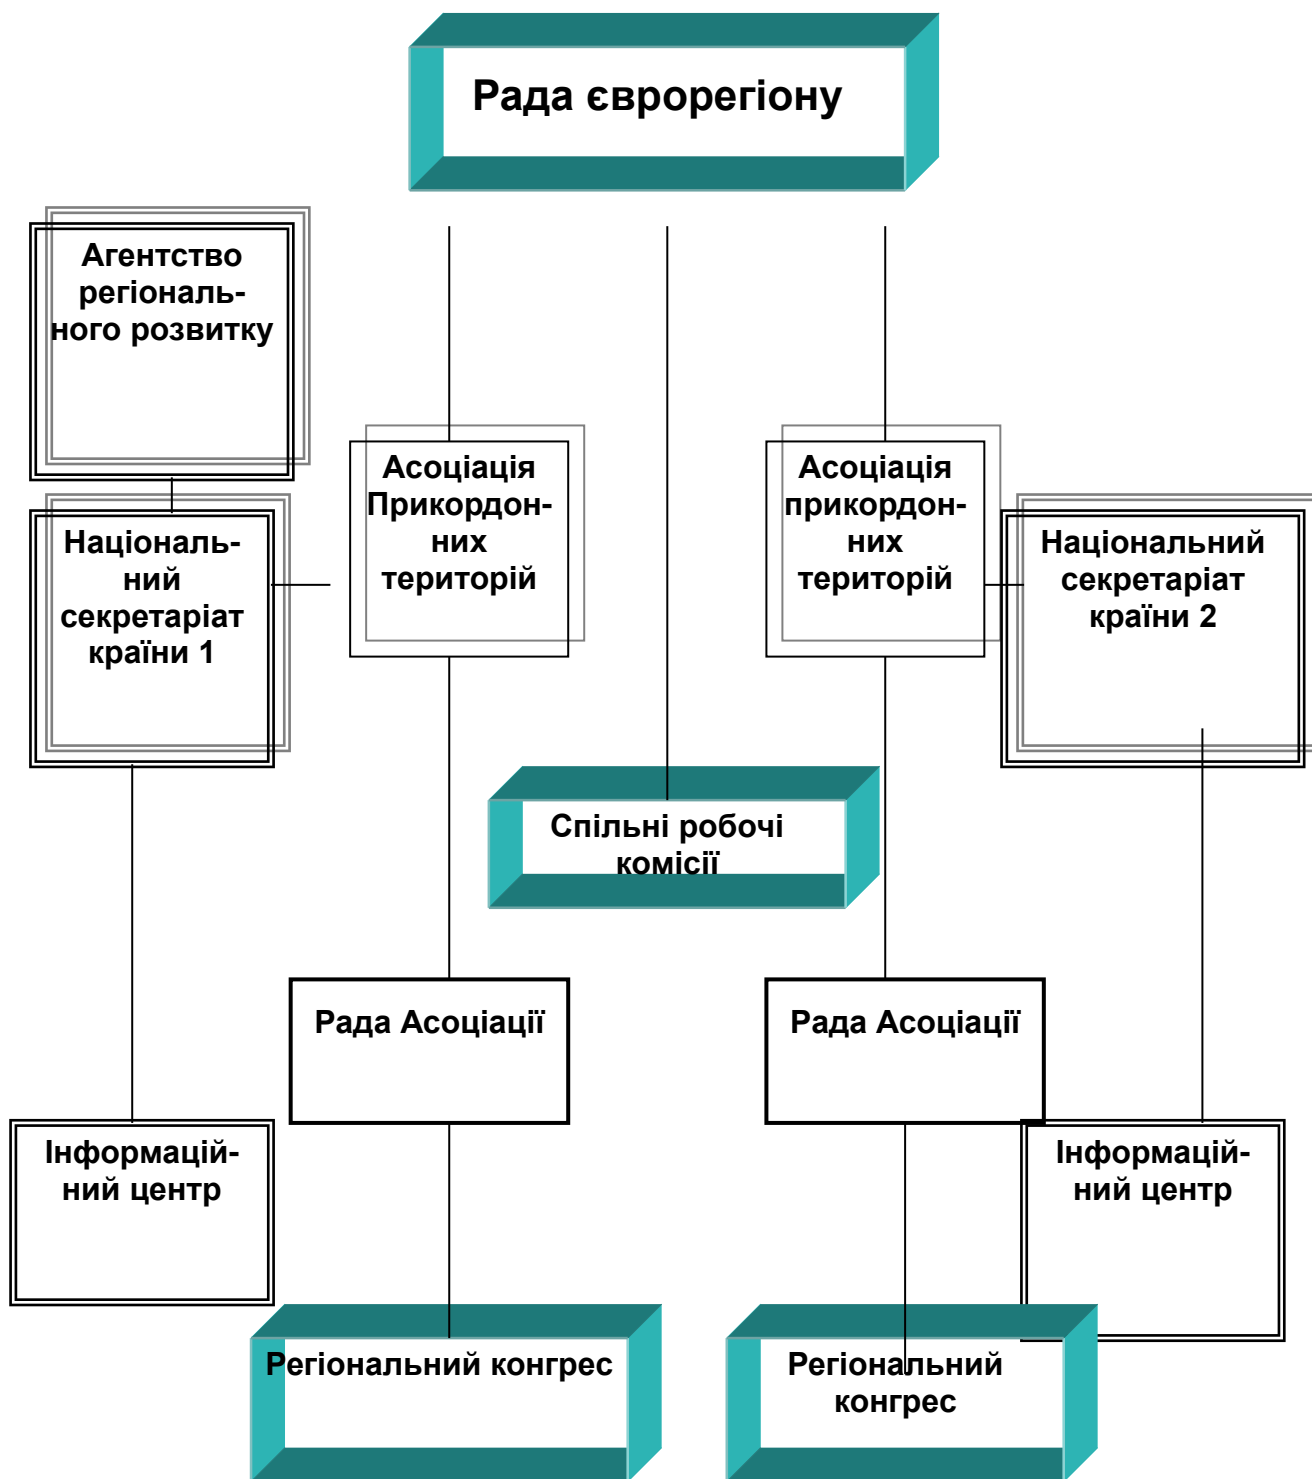 Рада єврорегіону
Агентство
регіональ-
ного розвитку
Асоціація
Прикордон-
них
територій
Асоціація
прикордон-
них
територій
Національ-
ний
секретаріат
країни 1
Національний
секретаріат
країни 2
Спільні робочі
комісії
Рада Асоціації
Рада Асоціації
Інформацій-
ний центр
Інформацій-
ний центр
Регіональний конгрес
Регіональний
конгрес